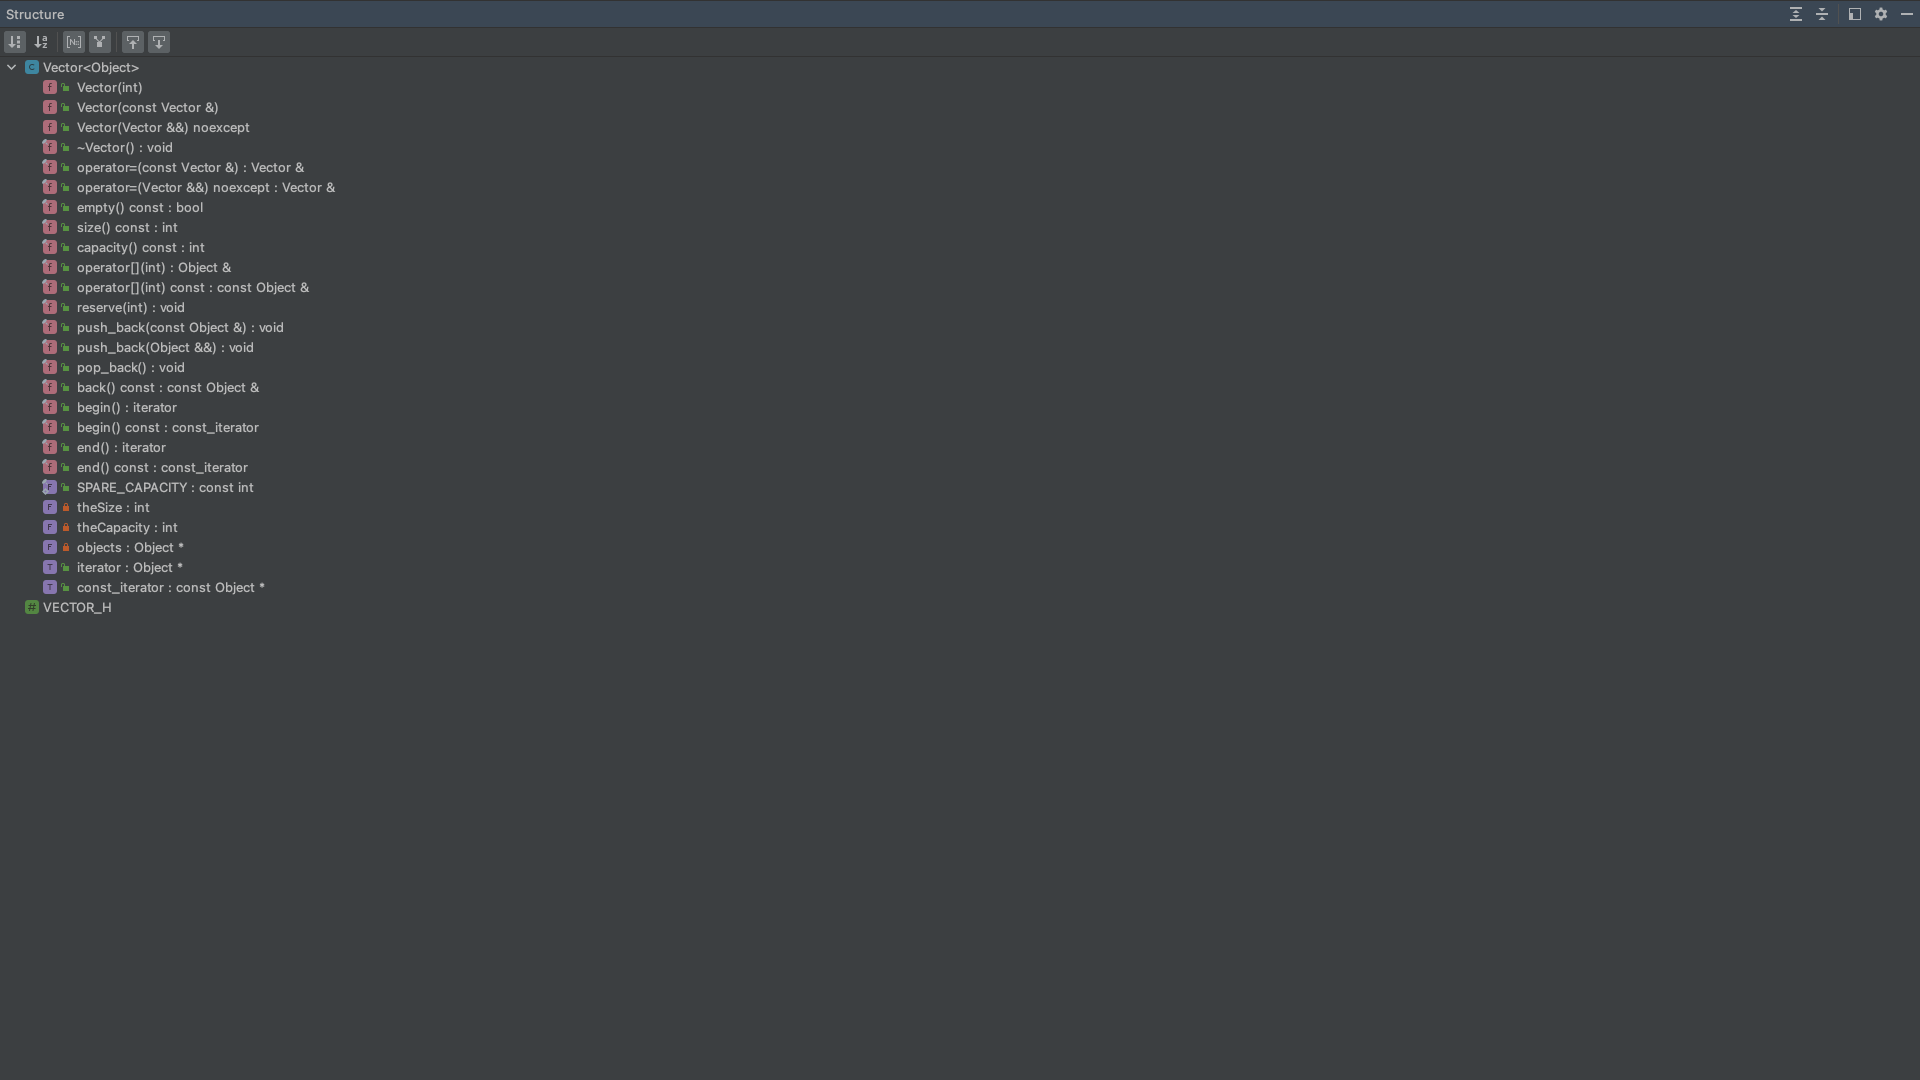 Structure
Vector<Object>
Vector(int)
Vector(const Vector &)
Vector(Vector &&) noexcept
~Vector() : void
operator=(const Vector &) : Vector &
operator=(Vector &&) noexcept : Vector &
empty() const : bool
size() const : int
capacity() const : int
operator[](int) : Object &
operator[](int) const : const Object &
reserve(int) : void
push_back(const Object &) : void
push_back(Object &&) : void
pop_back() : void
back() const : const Object &
begin() : iterator
begin() const : const_iterator
end() : iterator
end() const : const_iterator
SPARE_CAPACITY : const int
theSize : int
theCapacity : int
objects : Object *
iterator : Object *
const_iterator : const Object *
VECTOR_H